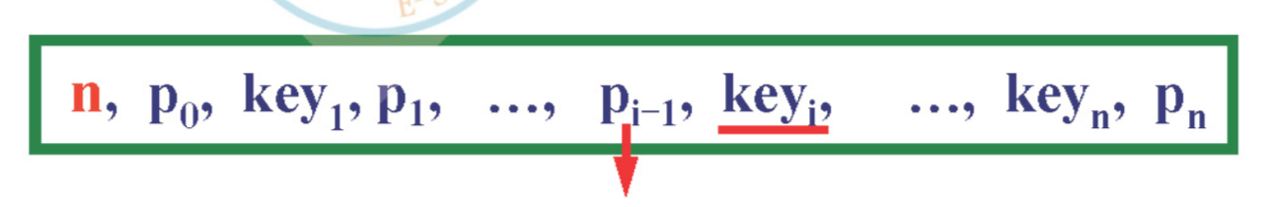 n, p₀, key₁, p₁, …, pᵢ₋₁, keyᵢ, …, keyₙ, pₙ